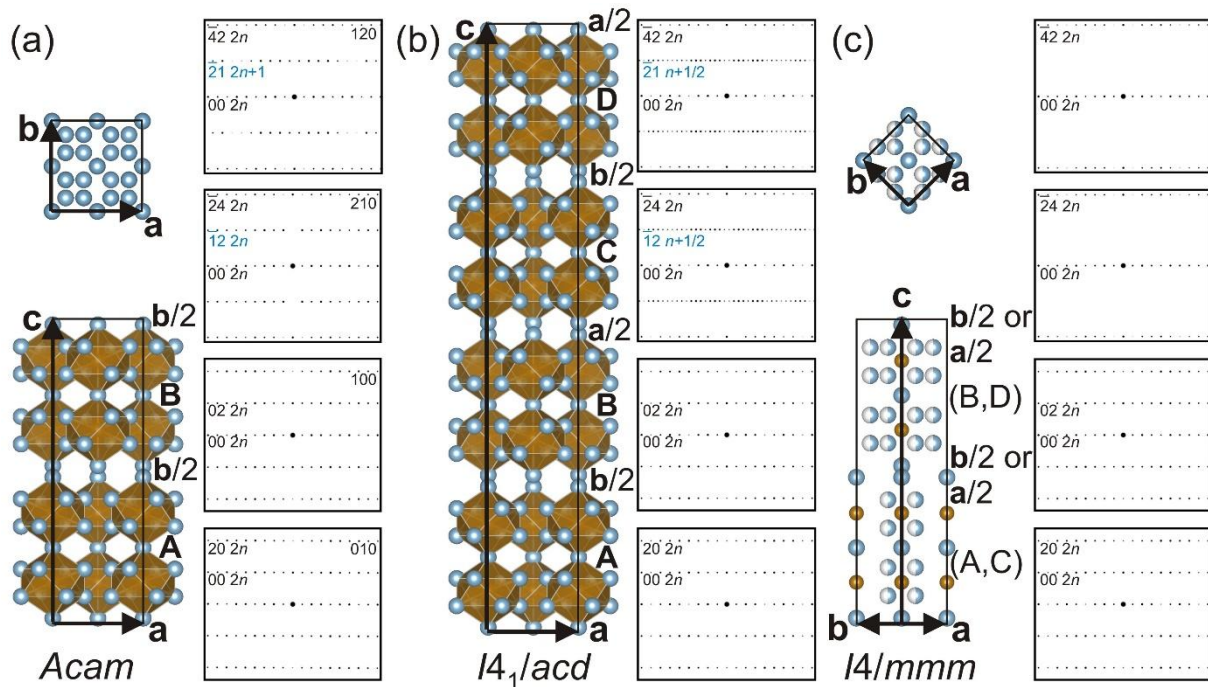 (a)
b
a
c
b/2
B
b/2
A
a
Acam
4̅2 2n
120
2̅1 2n+1
00 2n
2̅4 2n
210
1̅2 2n
00 2n
100
02 2n
00 2n
20 2n
010
00 2n
(b)
c
a/2
D
b/2
C
a/2
B
b/2
A
a
I4₁/acd
4̅2 2n
2̅1 n+1/2
00 2n
2̅4 2n
1̅2 n+1/2
00 2n
02 2n
00 2n
20 2n
00 2n
(c)
b
a
c
b/2 or
a/2
(B,D)
b/2 or
a/2
(A,C)
b
a
I4/mmm
4̅2 2n
00 2n
2̅4 2n
00 2n
02 2n
00 2n
20 2n
00 2n